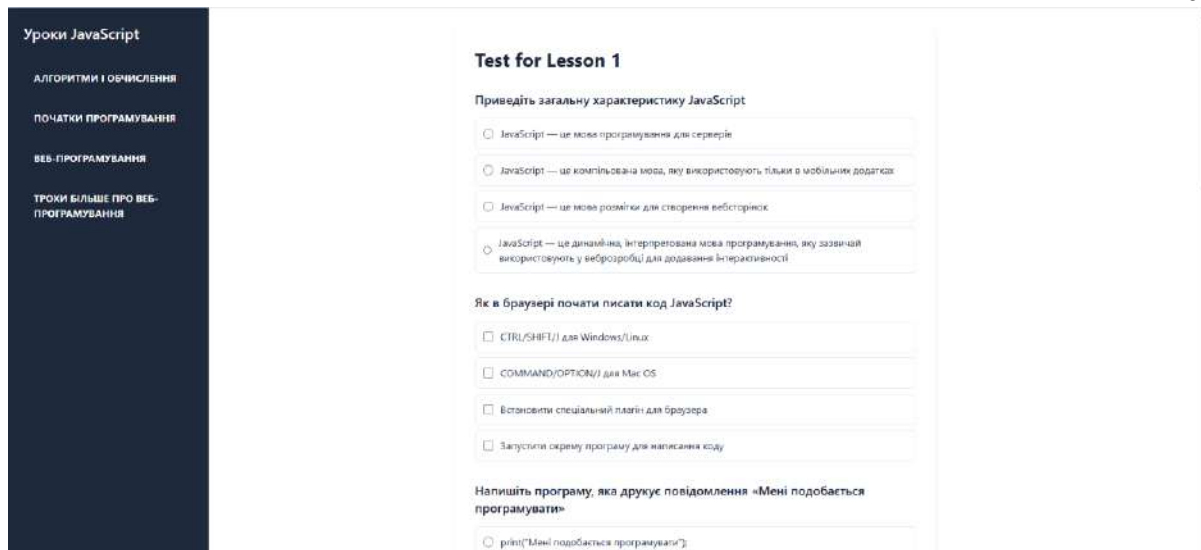 Уроки JavaScript
АЛГОРИТМИ І ОБЧИСЛЕННЯ
ПОЧАТКИ ПРОГРАМУВАННЯ
ВЕБ-ПРОГРАМУВАННЯ
ТРОХИ БІЛЬШЕ ПРО ВЕБ-
ПРОГРАМУВАННЯ
Test for Lesson 1
Приведіть загальну характеристику JavaScript
JavaScript — це мова програмування для серверів
JavaScript — це компільована мова, яку використовують тільки в мобільних додатках
JavaScript — це мова розмітки для створення вебсторінок
JavaScript — це динамічна, інтерпретована мова програмування, яку зазвичай
використовують у веброзробці для додавання інтерактивності
Як в браузері почати писати код JavaScript?
CTRL/SHIFT/J для Windows/Linux
COMMAND/OPTION/J для Mac OS
Встановити спеціальний плагін для браузера
Запустити окрему програму для написання коду
Напишіть програму, яка друкує повідомлення «Мені подобається
програмувати»
print("Мені подобається програмувати");